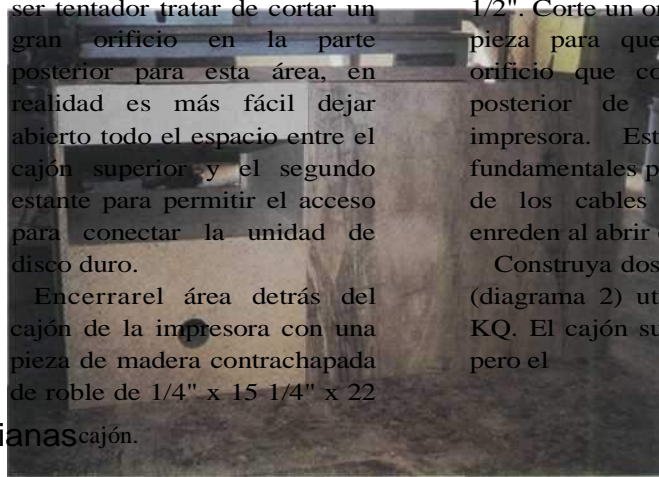 ser tentador tratar de cortar un
gran orificio en la parte
posterior para esta área, en
realidad es más fácil dejar
abierto todo el espacio entre el
cajón superior y el segundo
estante para permitir el acceso
para conectar la unidad de
disco duro.
Encerrarel área detrás del
cajón de la impresora con una
pieza de madera contrachapada
de roble de 1/4" x 15 1/4" x 22
ianascajón.
1/2". Corte un
pieza para que
orificio que
posterior de
impresora.
fundamentales
de los cables
enreden al abrir
Construya dos
(diagrama 2)
KQ. El cajón
pero el